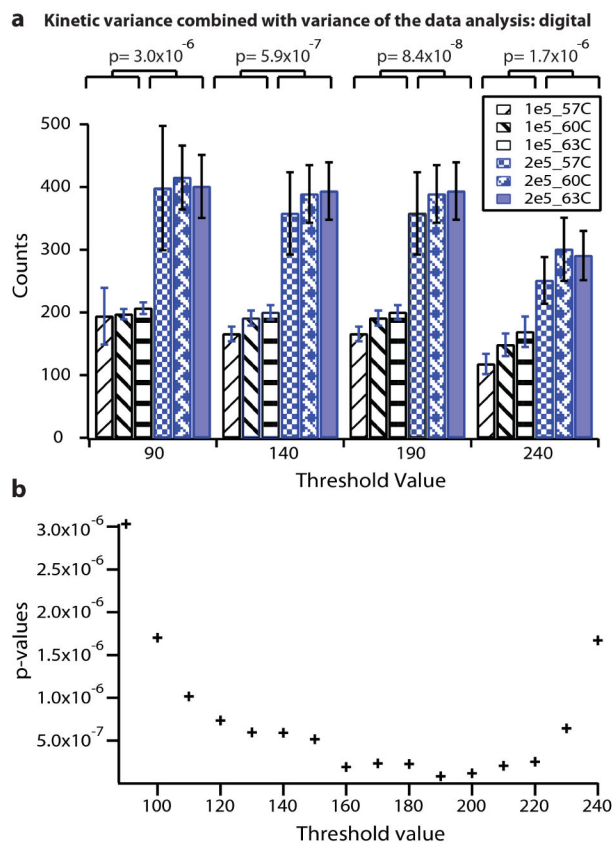 a Kinetic variance combined with variance of the data analysis: digital
p= 3.0x10⁻⁶ p= 5.9x10⁻⁷ p= 8.4x10⁻⁸ p= 1.7x10⁻⁶
1e5_57C
1e5_60C
1e5_63C
2e5_57C
2e5_60C
2e5_63C
500
400
300
200
100
0
Counts
90 140 190 240
Threshold Value
b
3.0x10⁻⁶
2.5x10⁻⁶
2.0x10⁻⁶
1.5x10⁻⁶
1.0x10⁻⁶
5.0x10⁻⁷
p-values
100 120 140 160 180 200 220 240
Threshold value